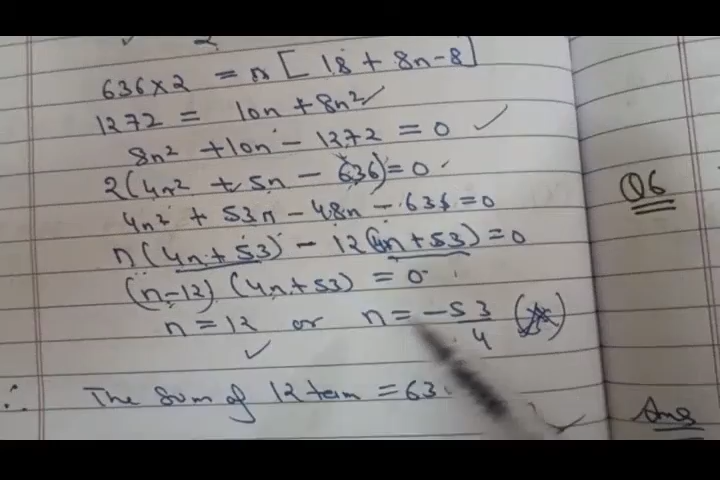 2
636×2 = n[18 + 8n-8]
1272 = 10n + 8n²
8n² + 10n - 1272 = 0
2(4n² + 5n - 636) = 0
4n² + 53n - 48n - 636 = 0
n(4n + 53) - 12(4n + 53) = 0
(n-12) (4n + 53) = 0
n = 12 or n = -53/4
∴ The Sum of 12 term = 63
Q6
Ans